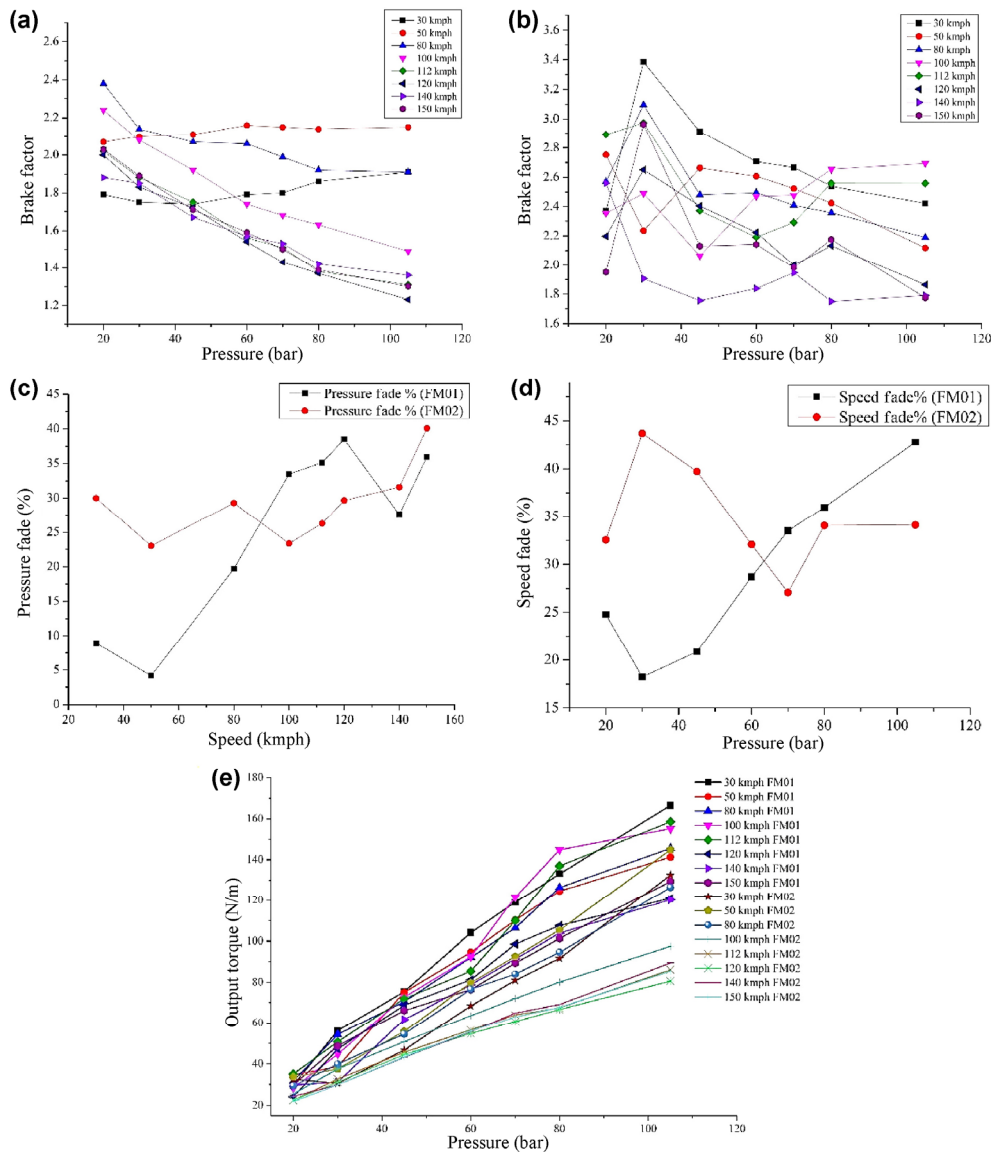 (a)
30 kmph
50 kmph
80 kmph
100 kmph
112 kmph
120 kmph
140 kmph
150 kmph
2.4
2.2
2.0
1.8
1.6
1.4
1.2
Brake factor
20 40 60 80 100 120
Pressure (bar)
(b)
30 kmph
50 kmph
80 kmph
100 kmph
112 kmph
120 kmph
140 kmph
150 kmph
3.6
3.4
3.2
3.0
2.8
2.6
2.4
2.2
2.0
1.8
1.6
Brake factor
20 40 60 80 100 120
Pressure (bar)
(c)
Pressure fade % (FM01)
Pressure fade % (FM02)
45
40
35
30
25
20
15
10
5
0
Pressure fade (%)
20 40 60 80 100 120 140 160
Speed (kmph)
(d)
Speed fade% (FM01)
Speed fade% (FM02)
45
40
35
30
25
20
15
Speed fade (%)
20 40 60 80 100 120
Pressure (bar)
(e)
180
160
140
120
100
80
60
40
20
Output torque (N/m)
20 40 60 80 100 120
Pressure (bar)
30 kmph FM01
50 kmph FM01
80 kmph FM01
100 kmph FM01
112 kmph FM01
120 kmph FM01
140 kmph FM01
150 kmph FM01
30 kmph FM02
50 kmph FM02
80 kmph FM02
100 kmph FM02
112 kmph FM02
120 kmph FM02
140 kmph FM02
150 kmph FM02